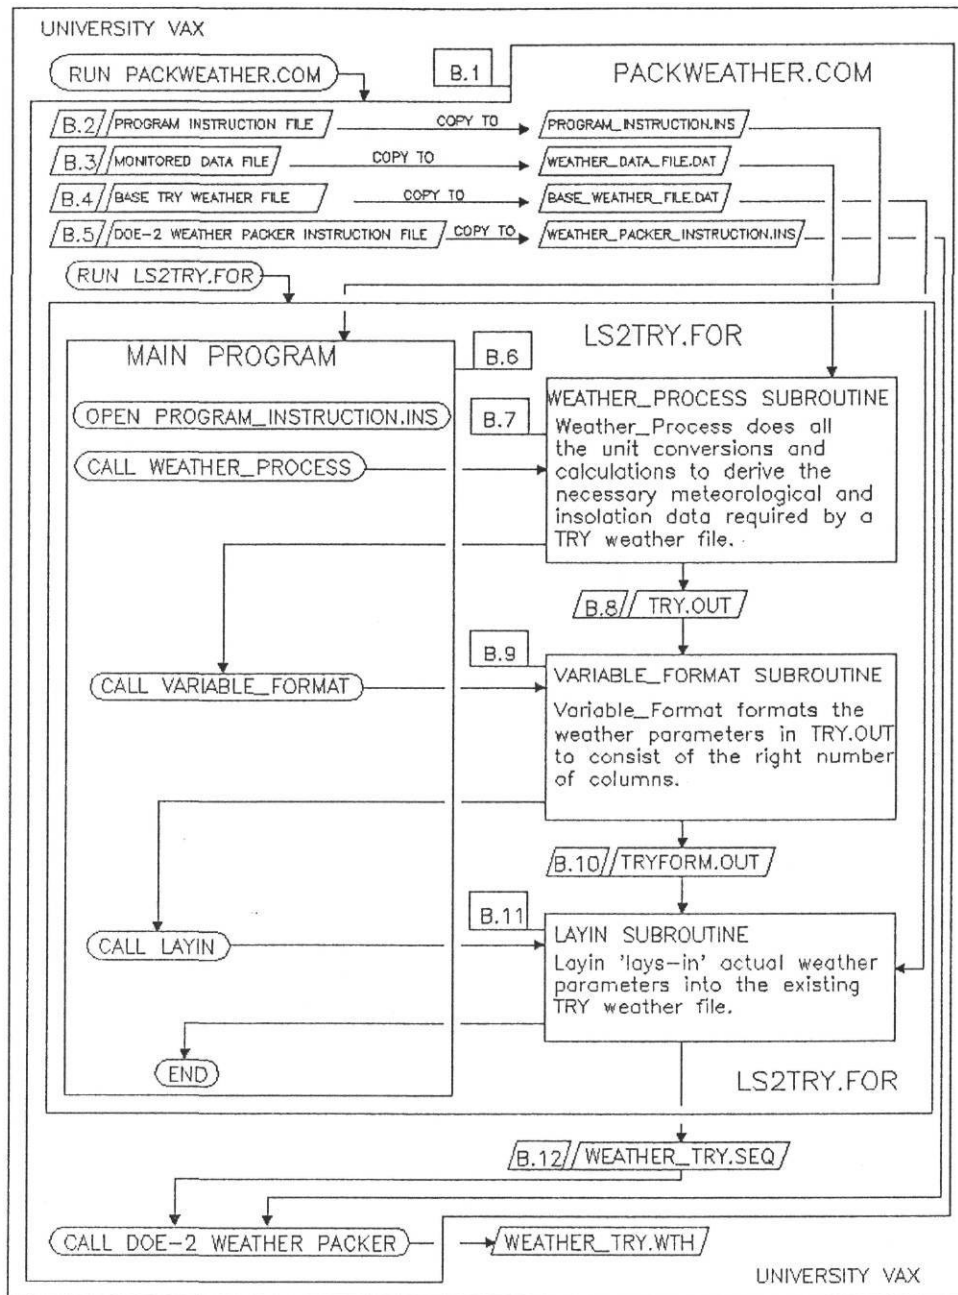 UNIVERSITY VAX
RUN PACKWEATHER.COM
B.1
PACKWEATHER.COM
B.2 PROGRAM INSTRUCTION FILE COPY TO PROGRAM_INSTRUCTION.INS
B.3 MONITORED DATA FILE COPY TO WEATHER_DATA_FILE.DAT
B.4 BASE TRY WEATHER FILE COPY TO BASE_WEATHER_FILE.DAT
B.5 DOE-2 WEATHER PACKER INSTRUCTION FILE COPY TO WEATHER_PACKER_INSTRUCTION.INS
RUN LS2TRY.FOR
LS2TRY.FOR
MAIN PROGRAM
B.6
OPEN PROGRAM_INSTRUCTION.INS
CALL WEATHER_PROCESS
B.7
WEATHER_PROCESS SUBROUTINE
Weather_Process does all
the unit conversions and
calculations to derive the
necessary meteorological and
insolation data required by a
TRY weather file.
B.8 TRY.OUT
B.9
CALL VARIABLE_FORMAT
VARIABLE_FORMAT SUBROUTINE
Variable_Format formats the
weather parameters in TRY.OUT
to consist of the right number
of columns.
B.10 TRYFORM.OUT
B.11
CALL LAYIN
LAYIN SUBROUTINE
Layin 'lays-in' actual weather
parameters into the existing
TRY weather file.
END
LS2TRY.FOR
B.12 WEATHER_TRY.SEQ
CALL DOE-2 WEATHER PACKER
WEATHER_TRY.WTH
UNIVERSITY VAX